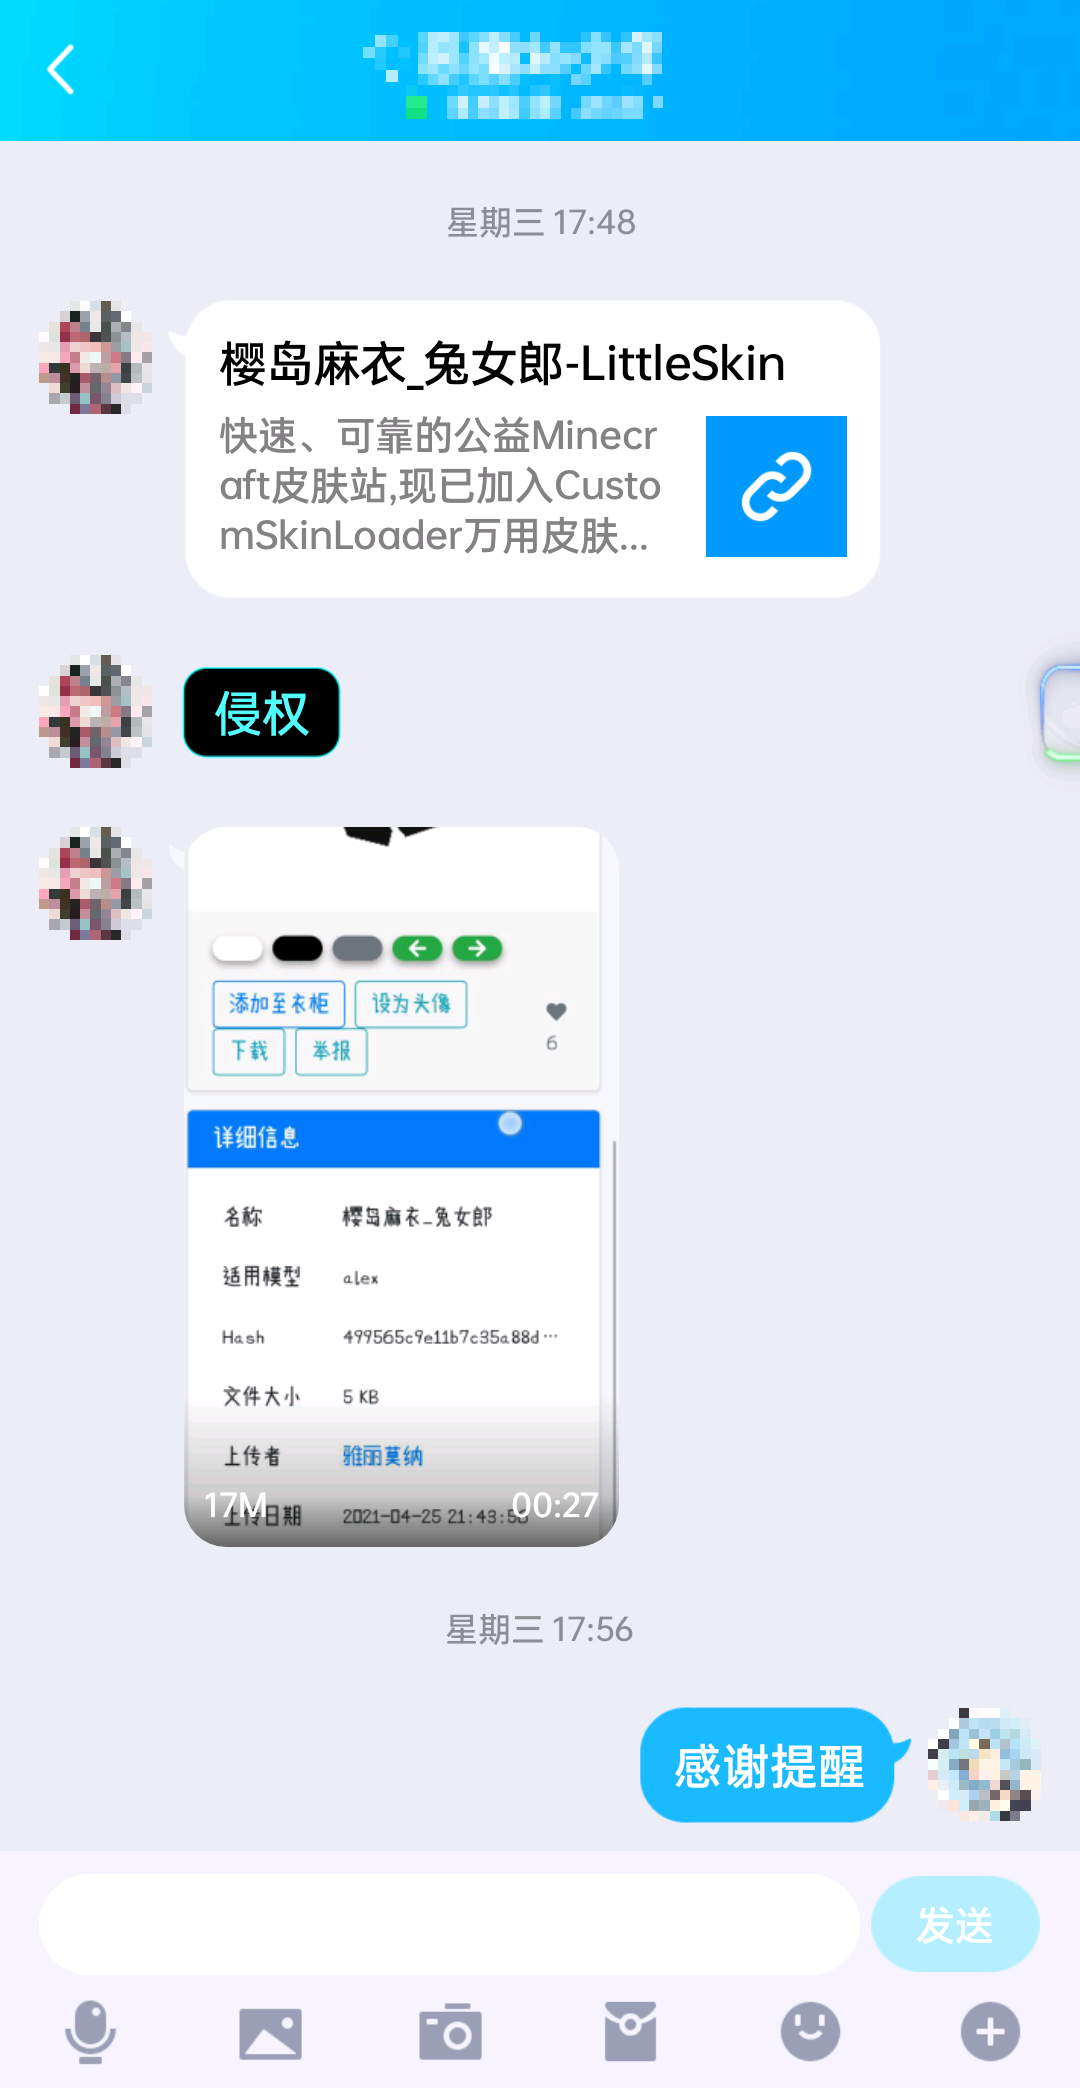 星期三 17:48
樱岛麻衣_兔女郎-LittleSkin
快速、可靠的公益Minecr
aft皮肤站,现已加入Custo
mSkinLoader万用皮肤...
侵权
添加至衣柜 设为头像
下载 举报
6
详细信息
名称 樱岛麻衣_兔女郎
适用模型 alex
Hash 499565c9e11b7c35a88d...
文件大小 5 KB
上传者 雅丽莫纳
17M 00:27
上传日期 2021-04-25 21:43:56
星期三 17:56
感谢提醒
发送